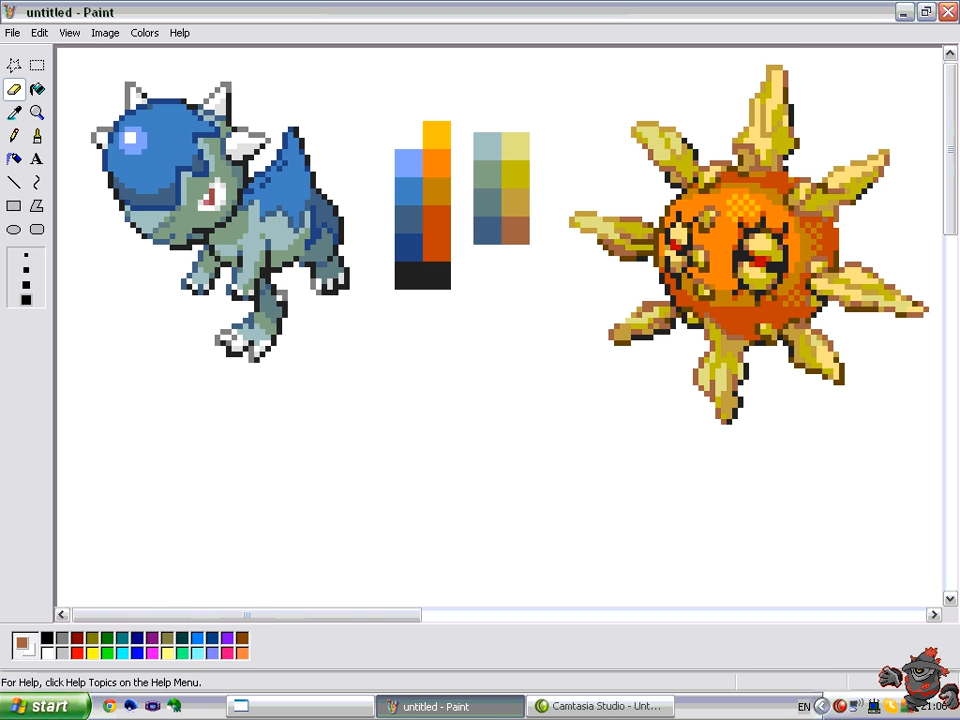 untitled - Paint
File Edit View Image Colors Help
A
For Help, click Help Topics on the Help Menu.
start
untitled - Paint
Camtasia Studio - Unt...
EN
21:06